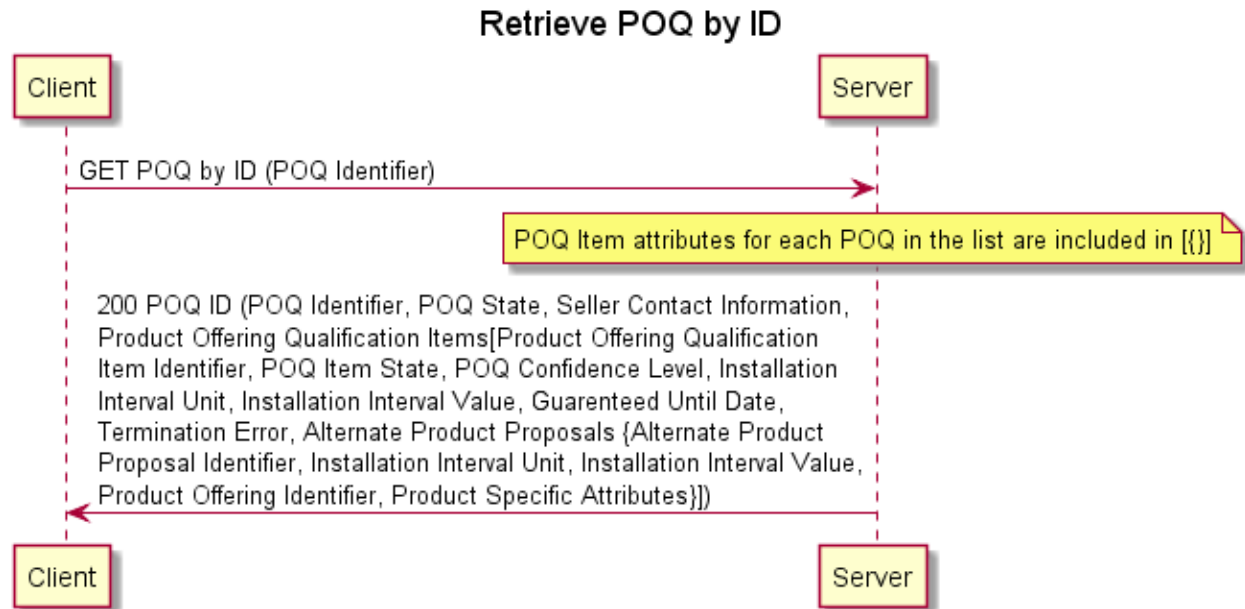 Retrieve POQ by ID
Client
Server
GET POQ by ID (POQ Identifier)
POQ Item attributes for each POQ in the list are included in [{}]
200 POQ ID (POQ Identifier, POQ State, Seller Contact Information,
Product Offering Qualification Items[Product Offering Qualification
Item Identifier, POQ Item State, POQ Confidence Level, Installation
Interval Unit, Installation Interval Value, Guarenteed Until Date,
Termination Error, Alternate Product Proposals {Alternate Product
Proposal Identifier, Installation Interval Unit, Installation Interval Value,
Product Offering Identifier, Product Specific Attributes}])
Client
Server